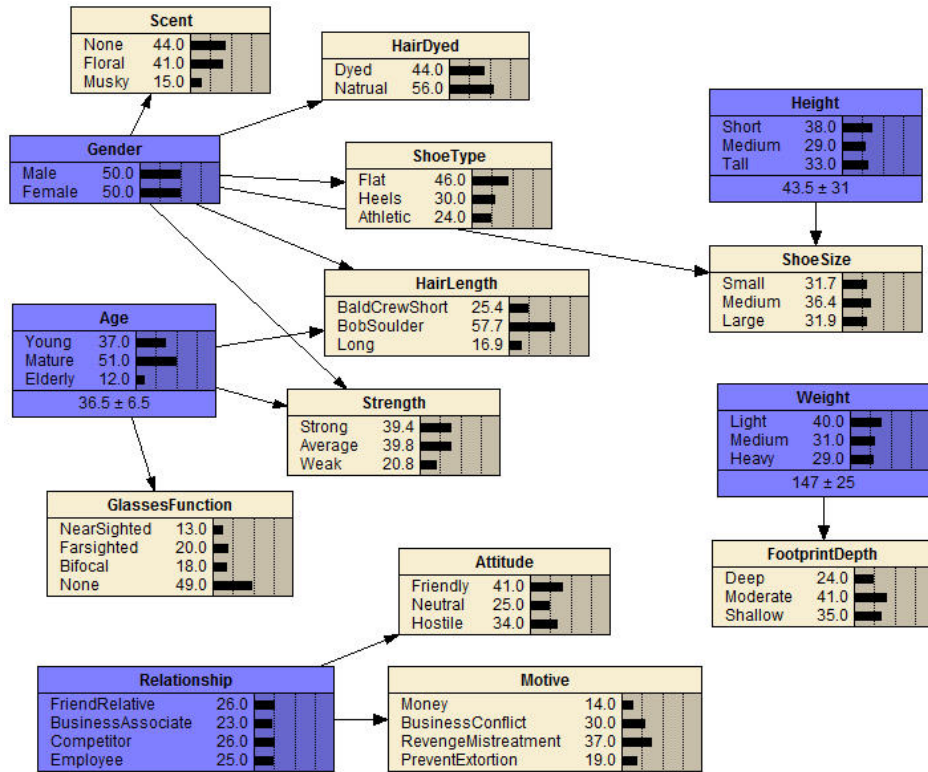 Scent
None 44.0
Floral 41.0
Musky 15.0
HairDyed
Dyed 44.0
Natrual 56.0
Height
Short 38.0
Medium 29.0
Tall 33.0
43.5 ± 31
Gender
Male 50.0
Female 50.0
ShoeType
Flat 46.0
Heels 30.0
Athletic 24.0
ShoeSize
Small 31.7
Medium 36.4
Large 31.9
HairLength
BaldCrewShort 25.4
BobSoulder 57.7
Long 16.9
Age
Young 37.0
Mature 51.0
Elderly 12.0
36.5 ± 6.5
Strength
Strong 39.4
Average 39.8
Weak 20.8
Weight
Light 40.0
Medium 31.0
Heavy 29.0
147 ± 25
GlassesFunction
NearSighted 13.0
Farsighted 20.0
Bifocal 18.0
None 49.0
Attitude
Friendly 41.0
Neutral 25.0
Hostile 34.0
FootprintDepth
Deep 24.0
Moderate 41.0
Shallow 35.0
Relationship
FriendRelative 26.0
BusinessAssociate 23.0
Competitor 26.0
Employee 25.0
Motive
Money 14.0
BusinessConflict 30.0
RevengeMistreatment 37.0
PreventExtortion 19.0